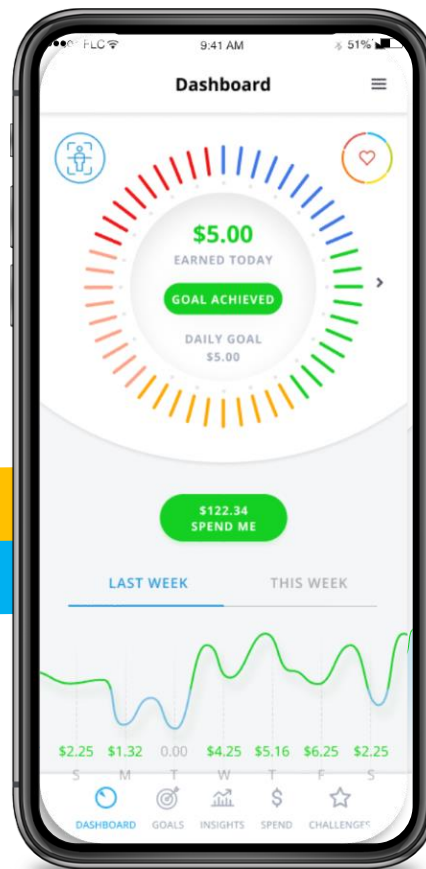 FLC 9:41 AM 51%
Dashboard
$5.00
EARNED TODAY
GOAL ACHIEVED
DAILY GOAL
$5.00
$122.34
SPEND ME
LAST WEEK THIS WEEK
$2.25 $1.32 0.00 $4.25 $5.16 $6.25 $2.25
S M T W T F S
DASHBOARD GOALS INSIGHTS SPEND CHALLENGES